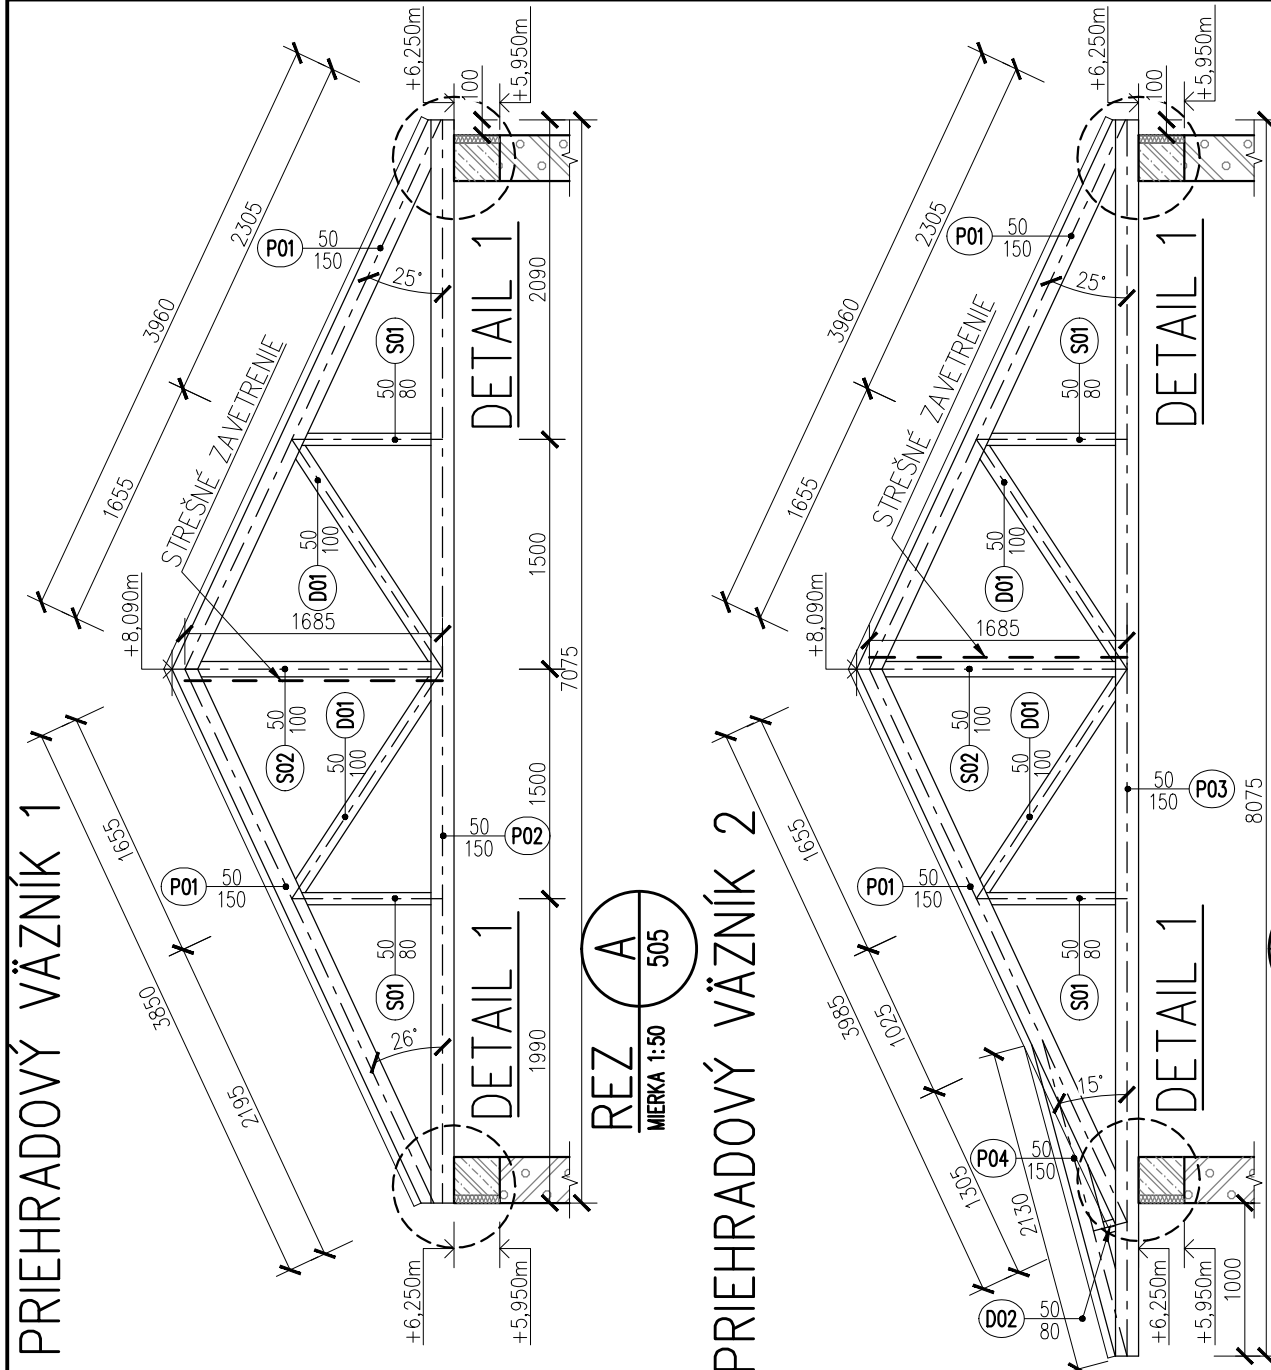 PRIEHRADOVÝ VÄZNÍK 1
3850
2195
1655
3960
1655
2305
STREŠNÉ ZAVETRENIE
+8,090m
1685
P01
50
150
P01
50
150
26°
25°
S01
50
80
S01
50
80
S02
50
100
D01
50
100
D01
50
100
P02
50
150
DETAIL 1
DETAIL 1
+6,250m
+5,950m
+6,250m
+5,950m
100
1990
1500
1500
2090
7075
REZ
MIERKA 1:50
A
505
PRIEHRADOVÝ VÄZNÍK 2
3985
1305
1025
1655
3960
1655
2305
2130
STREŠNÉ ZAVETRENIE
+8,090m
1685
P01
50
150
P01
50
150
P04
50
150
D02
50
80
15°
25°
S01
50
80
S01
50
80
S02
50
100
D01
50
100
D01
50
100
P03
50
150
DETAIL 1
DETAIL 1
+6,250m
+5,950m
+6,250m
+5,950m
100
1000
8075